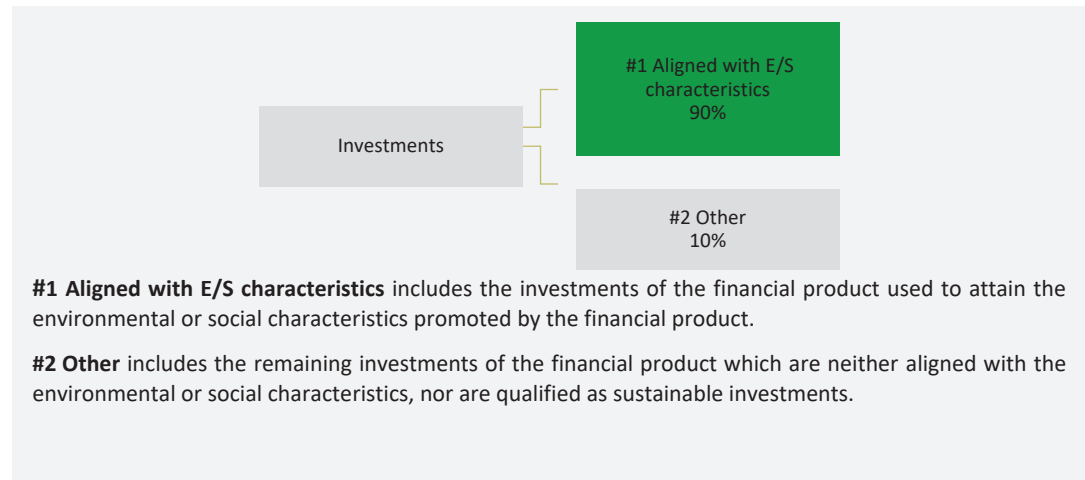 #1 Aligned with E/S
characteristics
90%
Investments
#2 Other
10%
#1 Aligned with E/S characteristics includes the investments of the financial product used to attain the
environmental or social characteristics promoted by the financial product.
#2 Other includes the remaining investments of the financial product which are neither aligned with the
environmental or social characteristics, nor are qualified as sustainable investments.